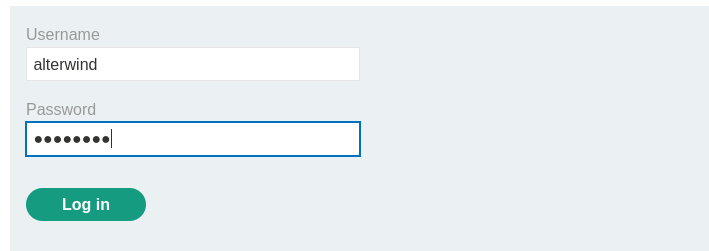 Username
alterwind
Password
••••••••
Log in